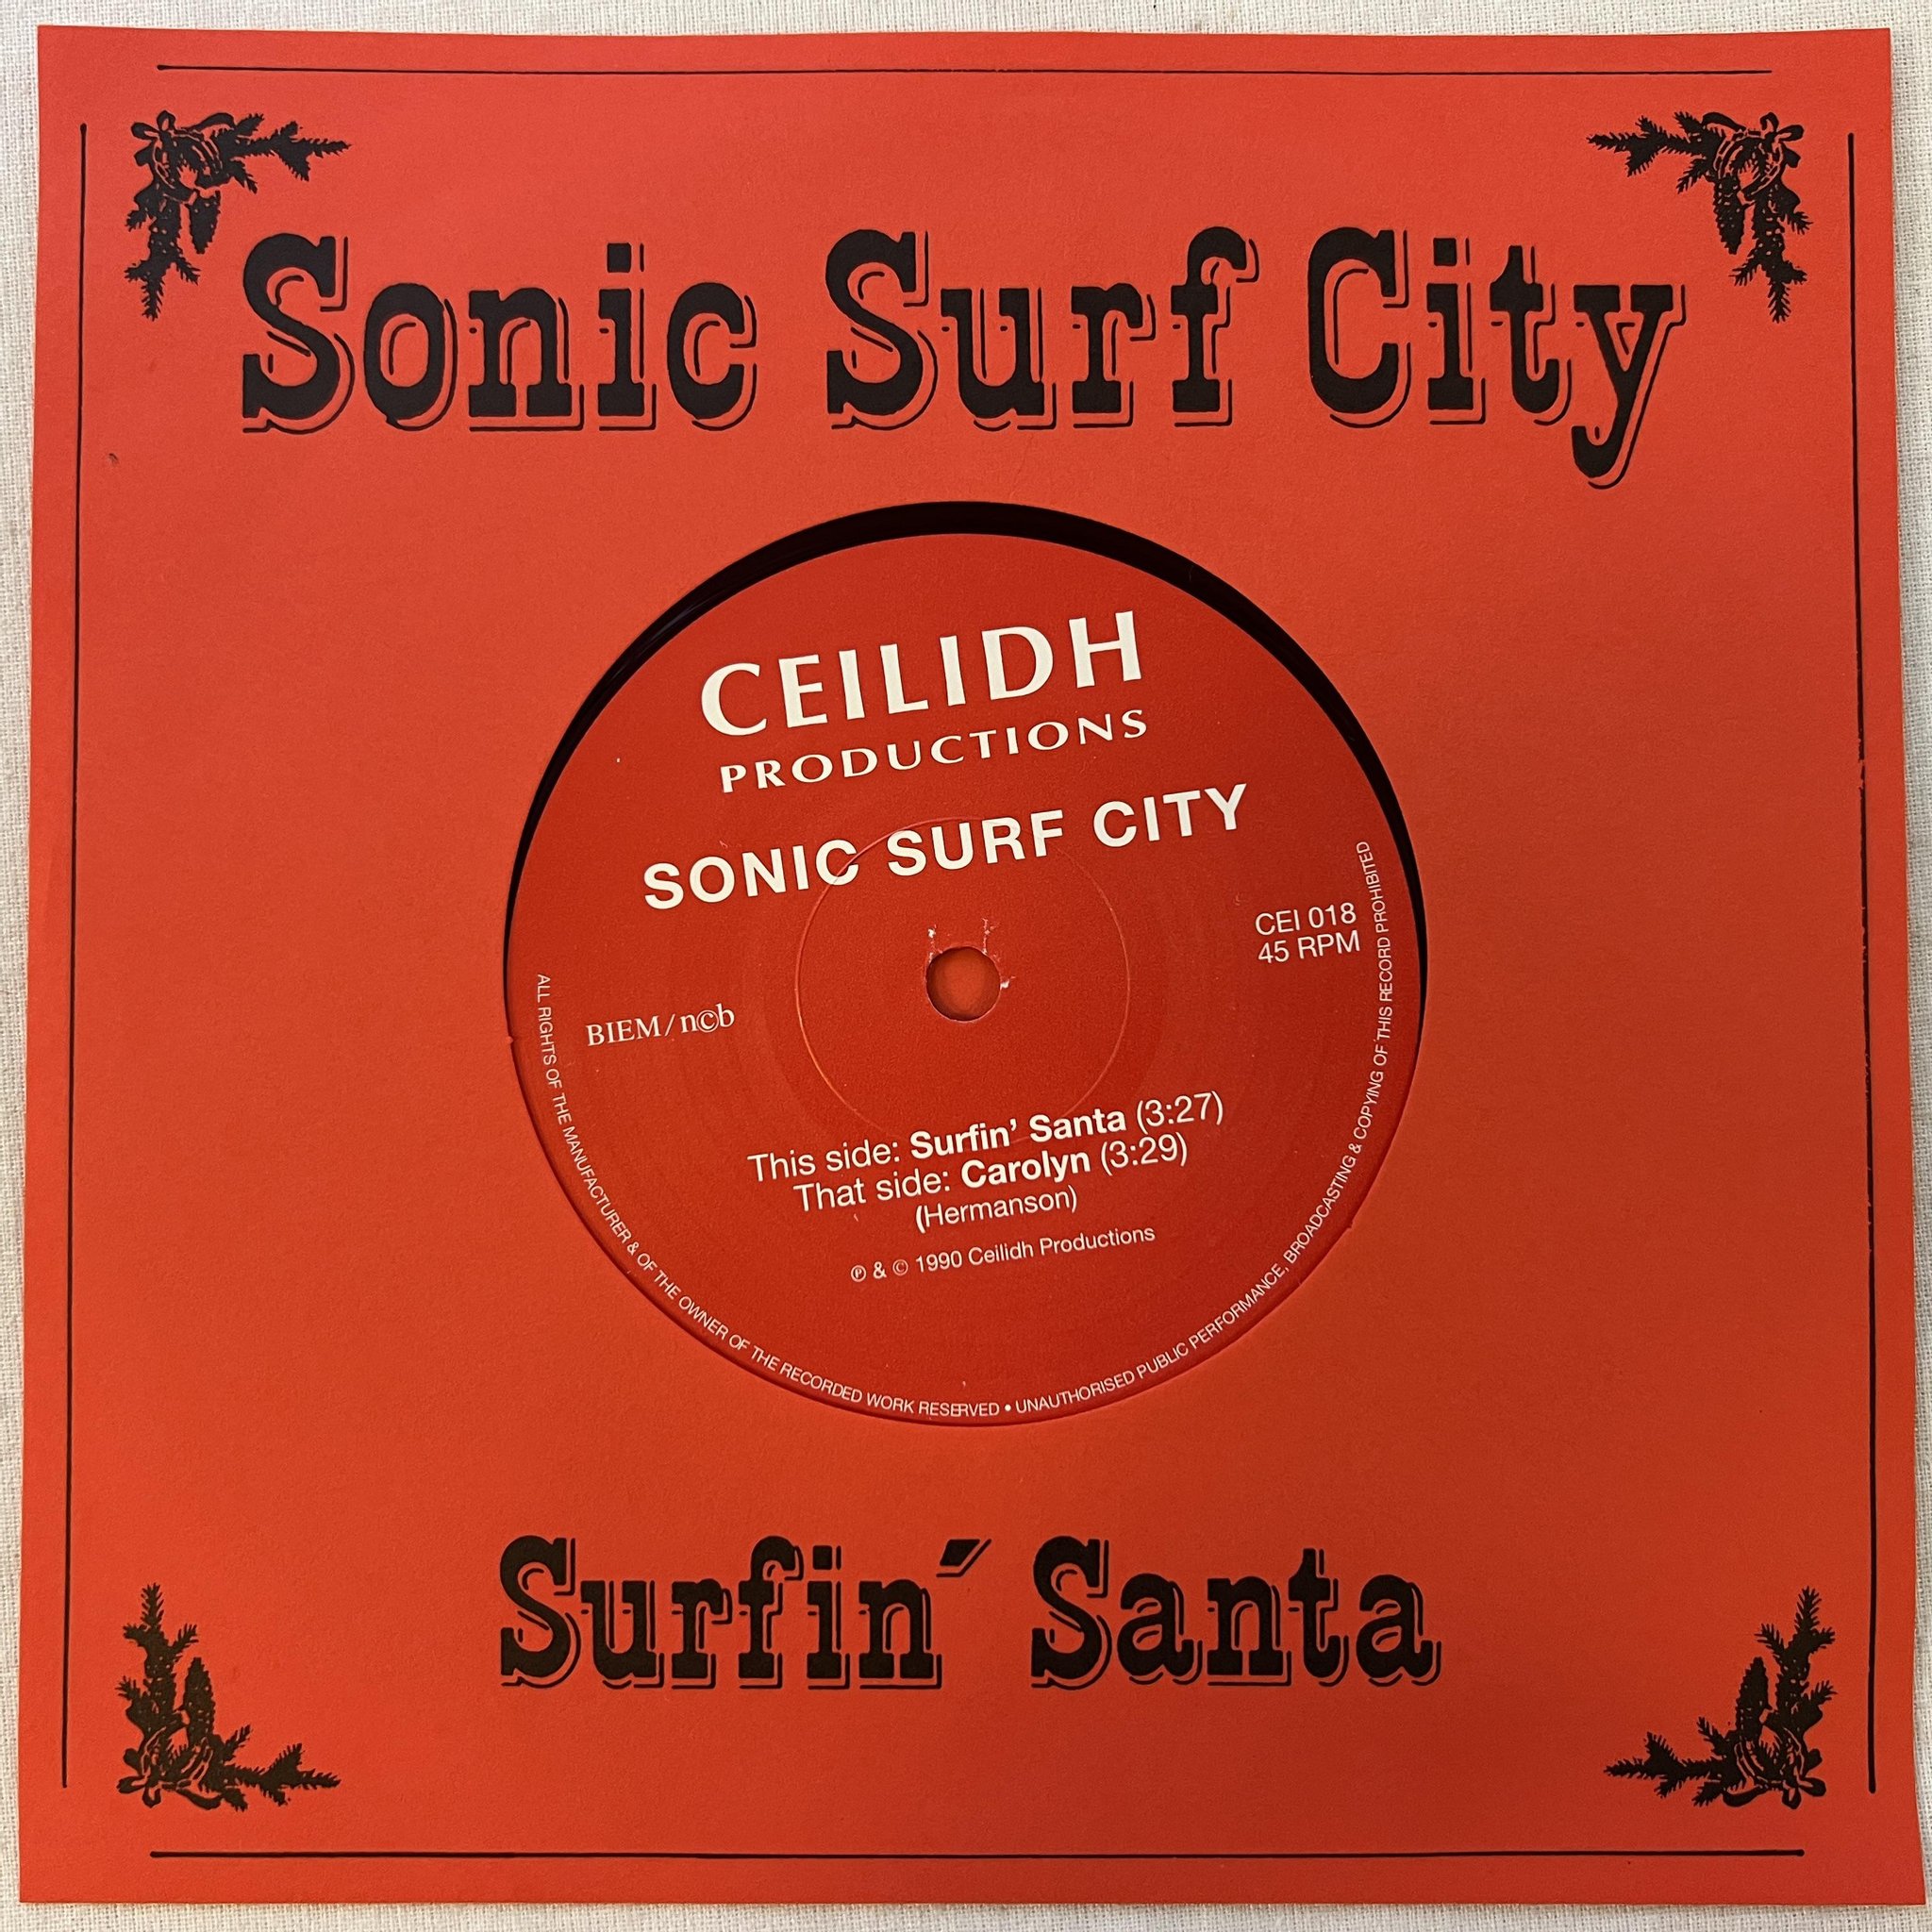 Sonic Surf City
CEILIDH
PRODUCTIONS
SONIC SURF CITY
CEI 018
45 RPM
BIEM/n©b
This side: Surfin' Santa (3:27)
That side: Carolyn (3:29)
(Hermanson)
℗ & © 1990 Ceilidh Productions
ALL RIGHTS OF THE MANUFACTURER & OF THE OWNER OF THE RECORDED WORK RESERVED • UNAUTHORISED PUBLIC PERFORMANCE, BROADCASTING & COPYING OF THIS RECORD PROHIBITED
Surfin´ Santa